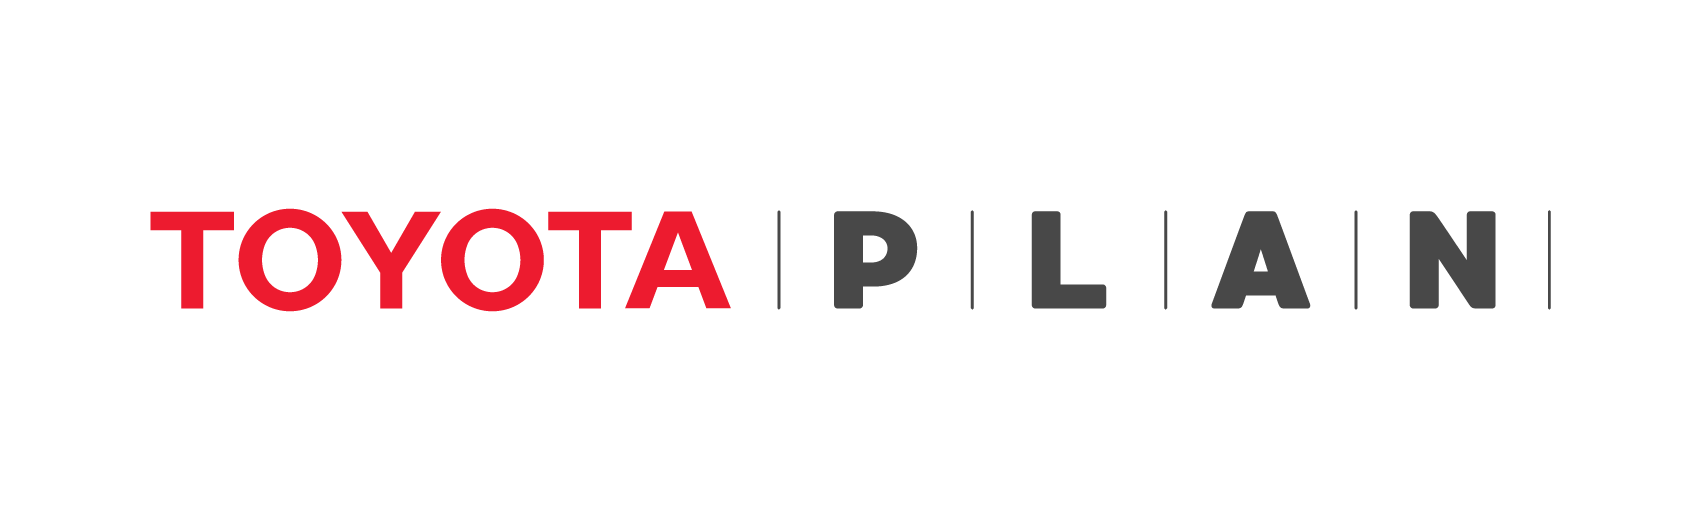 TOYOTA | P | L | A | N |